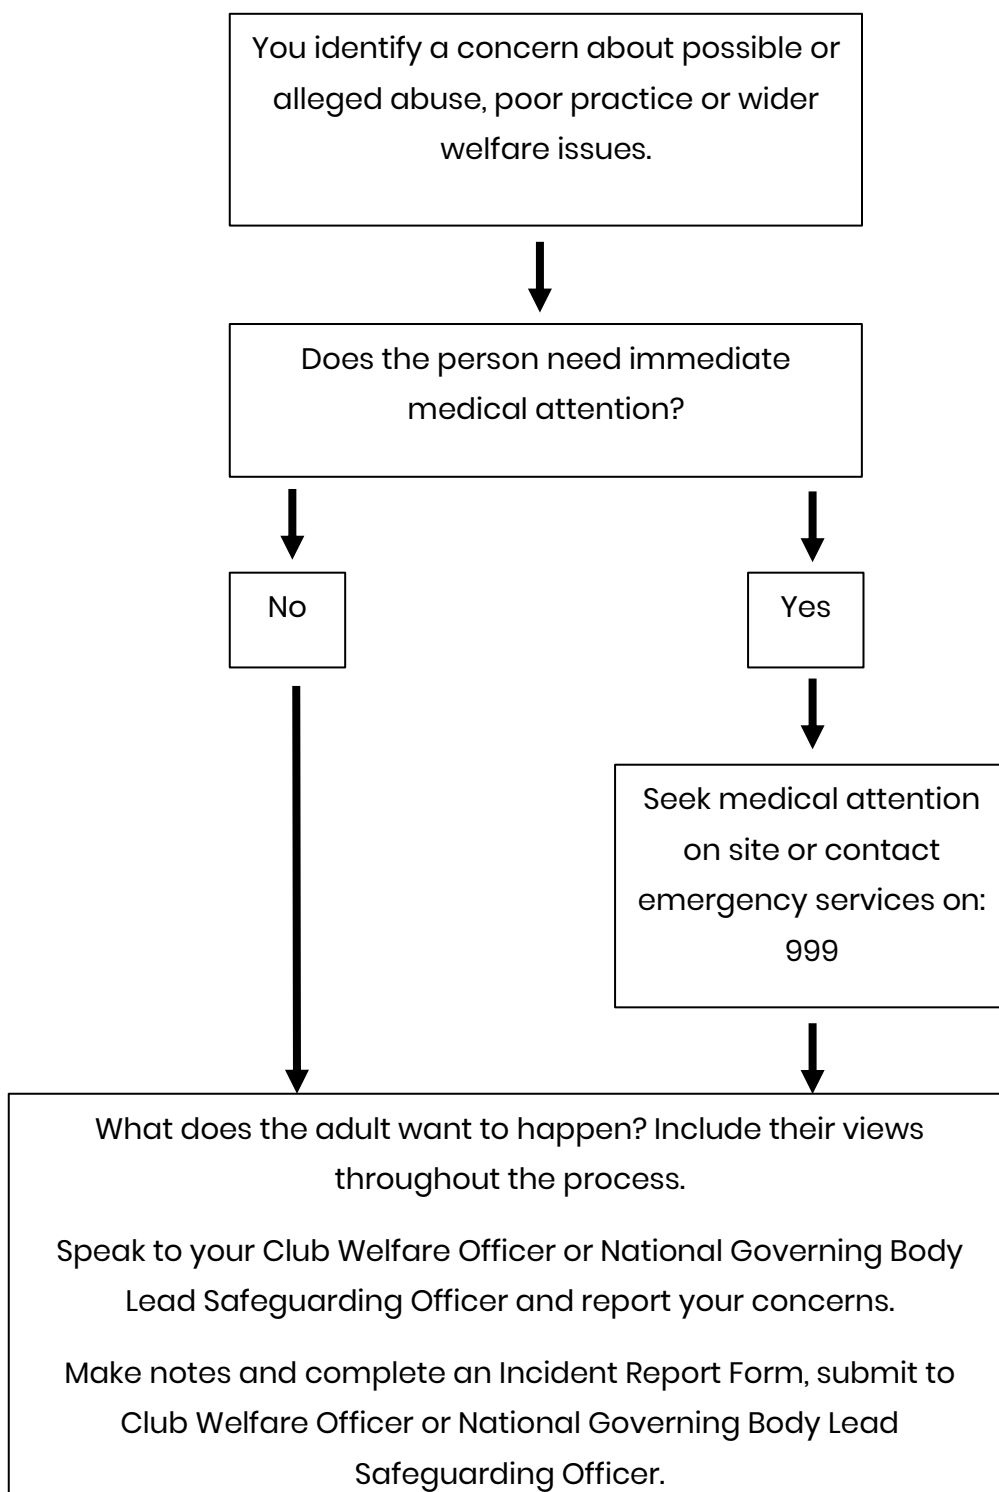 You identify a concern about possible or
alleged abuse, poor practice or wider
welfare issues.
Does the person need immediate
medical attention?
No
Yes
Seek medical attention
on site or contact
emergency services on:
999
What does the adult want to happen? Include their views
throughout the process.
Speak to your Club Welfare Officer or National Governing Body
Lead Safeguarding Officer and report your concerns.
Make notes and complete an Incident Report Form, submit to
Club Welfare Officer or National Governing Body Lead
Safeguarding Officer.